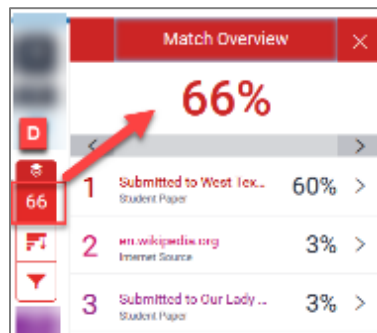 Match Overview
66%
D
66
1 Submitted to West Tex... 60%
Student Paper
2 en.wikipedia.org 3%
Internet Source
3 Submitted to Our Lady ... 3%
Student Paper